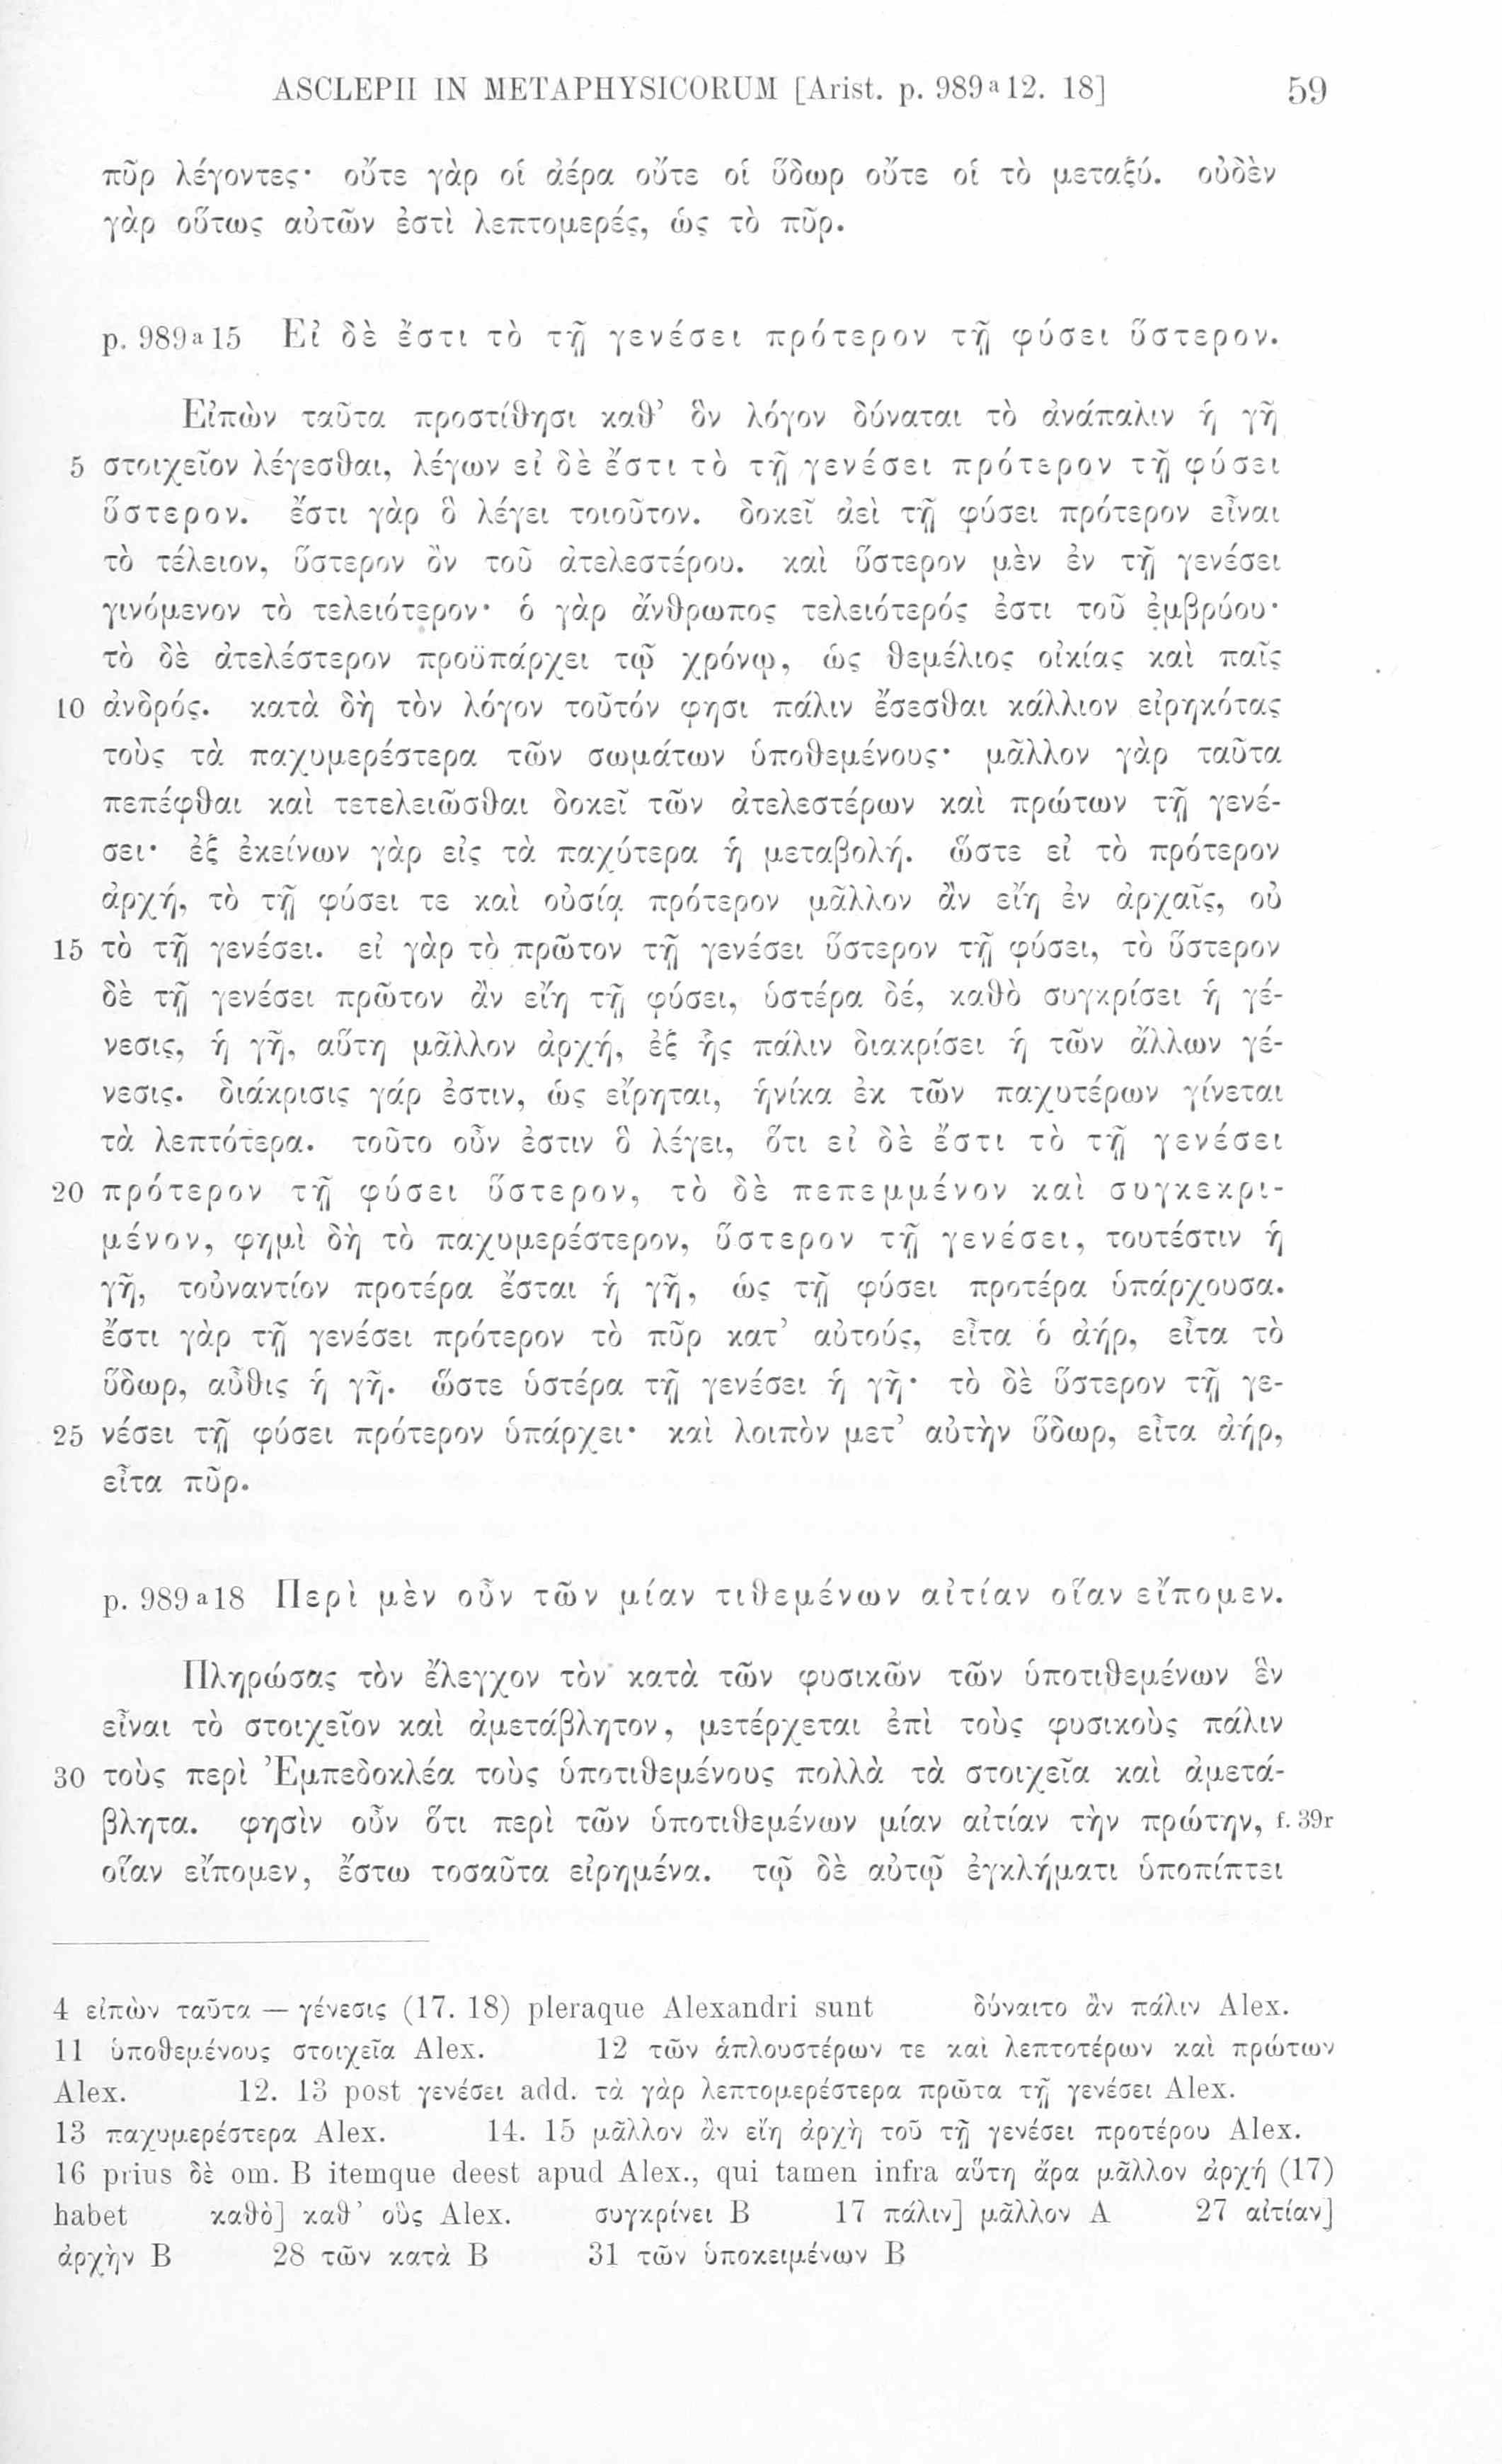 ASCLEPII IN METAPHYSICORUM [Arist. p. 989a12. 18] 59
πῦρ λέγοντες· οὔτε γὰρ οἱ ἀέρα οὔτε οἱ ὕδωρ οὔτε οἱ τὸ μεταξύ. οὐδὲν
γὰρ οὕτως αὐτῶν ἐστὶ λεπτομερές, ὡς τὸ πῦρ.
p. 989a15 Εἰ δὲ ἔστι τὸ τῇ γενέσει πρότερον τῇ φύσει ὕστερον.
Εἰπὼν ταῦτα προστίθησι καθ’ ὃν λόγον δύναται τὸ ἀνάπαλιν ἡ γῆ
5 στοιχεῖον λέγεσθαι, λέγων εἰ δὲ ἔστι τὸ τῇ γενέσει πρότερον τῇ φύσει
ὕστερον. ἔστι γὰρ ὃ λέγει τοιοῦτον. δοκεῖ ἀεὶ τῇ φύσει πρότερον εἶναι
τὸ τέλειον, ὕστερον ὂν τοῦ ἀτελεστέρου. καὶ ὕστερον μὲν ἐν τῇ γενέσει
γινόμενον τὸ τελειότερον· ὁ γὰρ ἄνθρωπος τελειότερός ἐστι τοῦ ἐμβρύου·
τὸ δὲ ἀτελέστερον προϋπάρχει τῷ χρόνῳ, ὡς θεμέλιος οἰκίας καὶ παῖς
10 ἀνδρός. κατὰ δὴ τὸν λόγον τοῦτόν φησι πάλιν ἔσεσθαι κάλλιον εἰρηκότας
τοὺς τὰ παχυμερέστερα τῶν σωμάτων ὑποθεμένους· μᾶλλον γὰρ ταῦτα
πεπέφθαι καὶ τετελειῶσθαι δοκεῖ τῶν ἀτελεστέρων καὶ πρώτων τῇ γενέ-
σει· ἐξ ἐκείνων γὰρ εἰς τὰ παχύτερα ἡ μεταβολή. ὥστε εἰ τὸ πρότερον
ἀρχή, τὸ τῇ φύσει τε καὶ οὐσίᾳ πρότερον μᾶλλον ἂν εἴη ἐν ἀρχαῖς, οὐ
15 τὸ τῇ γενέσει. εἰ γὰρ τὸ πρῶτον τῇ γενέσει ὕστερον τῇ φύσει, τὸ ὕστερον
δὲ τῇ γενέσει πρῶτον ἂν εἴη τῇ φύσει, ὑστέρα δέ, καθὸ συγκρίσει ἡ γέ-
νεσις, ἡ γῆ, αὕτη μᾶλλον ἀρχή, ἐξ ἧς πάλιν διακρίσει ἡ τῶν ἄλλων γέ-
νεσις. διάκρισις γάρ ἐστιν, ὡς εἴρηται, ἡνίκα ἐκ τῶν παχυτέρων γίνεται
τὰ λεπτότερα. τοῦτο οὖν ἐστιν ὃ λέγει, ὅτι εἰ δὲ ἔστι τὸ τῇ γενέσει
20 πρότερον τῇ φύσει ὕστερον, τὸ δὲ πεπεμμένον καὶ συγκεκρι-
μένον, φημὶ δὴ τὸ παχυμερέστερον, ὕστερον τῇ γενέσει, τουτέστιν ἡ
γῆ, τοὐναντίον προτέρα ἔσται ἡ γῆ, ὡς τῇ φύσει προτέρα ὑπάρχουσα.
ἔστι γὰρ τῇ γενέσει πρότερον τὸ πῦρ κατ’ αὐτούς, εἶτα ὁ ἀήρ, εἶτα τὸ
ὕδωρ, αὖθις ἡ γῆ. ὥστε ὑστέρα τῇ γενέσει ἡ γῆ· τὸ δὲ ὕστερον τῇ γε-
25 νέσει τῇ φύσει πρότερον ὑπάρχει· καὶ λοιπὸν μετ’ αὐτὴν ὕδωρ, εἶτα ἀήρ,
εἶτα πῦρ.
p. 989a18 Περὶ μὲν οὖν τῶν μίαν τιθεμένων αἰτίαν οἵαν εἴπομεν.
Πληρώσας τὸν ἔλεγχον τὸν κατὰ τῶν φυσικῶν τῶν ὑποτιθεμένων ἓν
εἶναι τὸ στοιχεῖον καὶ ἀμετάβλητον, μετέρχεται ἐπὶ τοὺς φυσικοὺς πάλιν
30 τοὺς περὶ Ἐμπεδοκλέα τοὺς ὑποτιθεμένους πολλὰ τὰ στοιχεῖα καὶ ἀμετά-
βλητα. φησὶν οὖν ὅτι περὶ τῶν ὑποτιθεμένων μίαν αἰτίαν τὴν πρώτην, f. 39r
οἵαν εἴπομεν, ἔστω τοσαῦτα εἰρημένα. τῷ δὲ αὐτῷ ἐγκλήματι ὑποπίπτει
4 εἰπὼν ταῦτα — γένεσις (17. 18) pleraque Alexandri sunt δύναιτο ἂν πάλιν Alex.
11 ὑποθεμένους στοιχεῖα Alex. 12 τῶν ἁπλουστέρων τε καὶ λεπτοτέρων καὶ πρώτων
Alex. 12. 13 post γενέσει add. τὰ γὰρ λεπτομερέστερα πρῶτα τῇ γενέσει Alex.
13 παχυμερέστερα Alex. 14. 15 μᾶλλον ἂν εἴη ἀρχὴ τοῦ τῇ γενέσει προτέρου Alex.
16 prius δὲ om. B itemque deest apud Alex., qui tamen infra αὕτη ἄρα μᾶλλον ἀρχή (17)
habet καθὸ] καθ’ οὓς Alex. συγκρίνει B 17 πάλιν] μᾶλλον A 27 αἰτίαν]
ἀρχὴν B 28 τῶν κατὰ B 31 τῶν ὑποκειμένων B